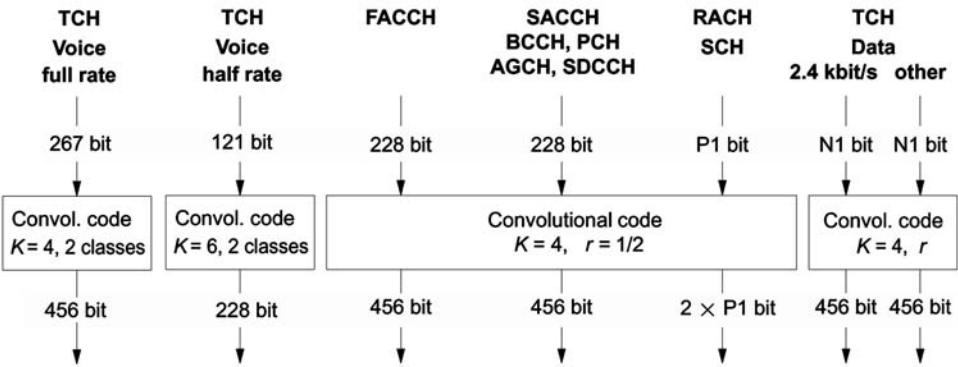 TCH
Voice
full rate
TCH
Voice
half rate
FACCH
SACCH
BCCH, PCH
AGCH, SDCCH
RACH
SCH
TCH
Data
2.4 kbit/s other
267 bit
121 bit
228 bit
228 bit
P1 bit
N1 bit
N1 bit
Convol. code
K = 4, 2 classes
Convol. code
K = 6, 2 classes
Convolutional code
K = 4, r = 1/2
Convol. code
K = 4, r
456 bit
228 bit
456 bit
456 bit
2 × P1 bit
456 bit
456 bit